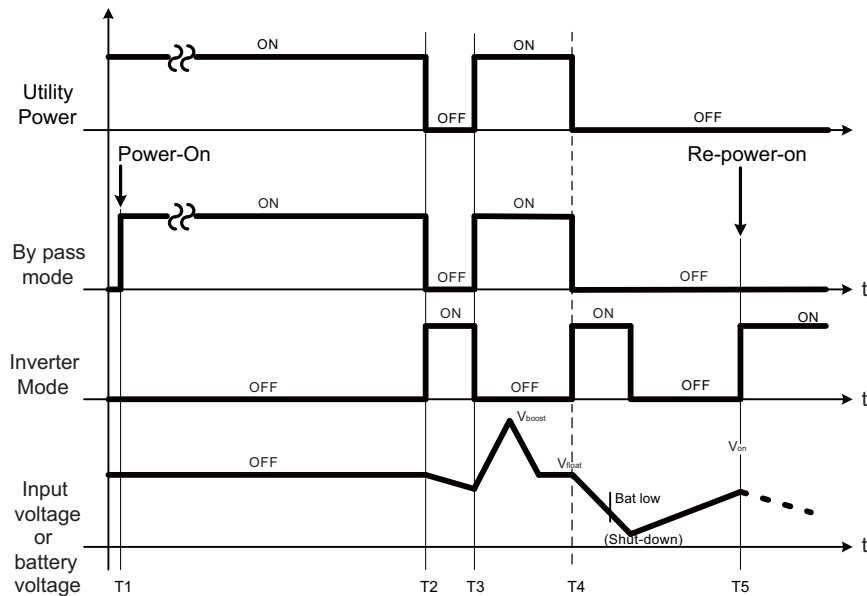 ON
ON
Utility
Power
OFF
OFF
Power-On
Re-power-on
ON
ON
By pass
mode
OFF
OFF
t
ON
ON
ON
Inverter
Mode
OFF
OFF
OFF
t
Vboost
Von
OFF
Vfloat
Input
voltage
or
battery
voltage
Bat low
(Shut-down)
t
T1
T2
T3
T4
T5